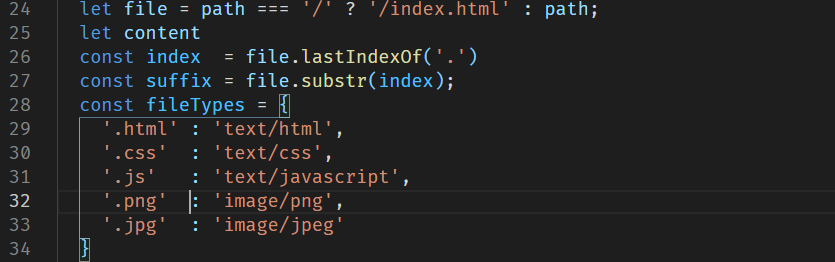 24 let file = path === '/' ? '/index.html' : path;
25 let content
26 const index  = file.lastIndexOf('.')
27 const suffix = file.substr(index);
28 const fileTypes = {
29   '.html' : 'text/html',
30   '.css'  : 'text/css',
31   '.js'   : 'text/javascript',
32   '.png'  : 'image/png',
33   '.jpg'  : 'image/jpeg'
34 }